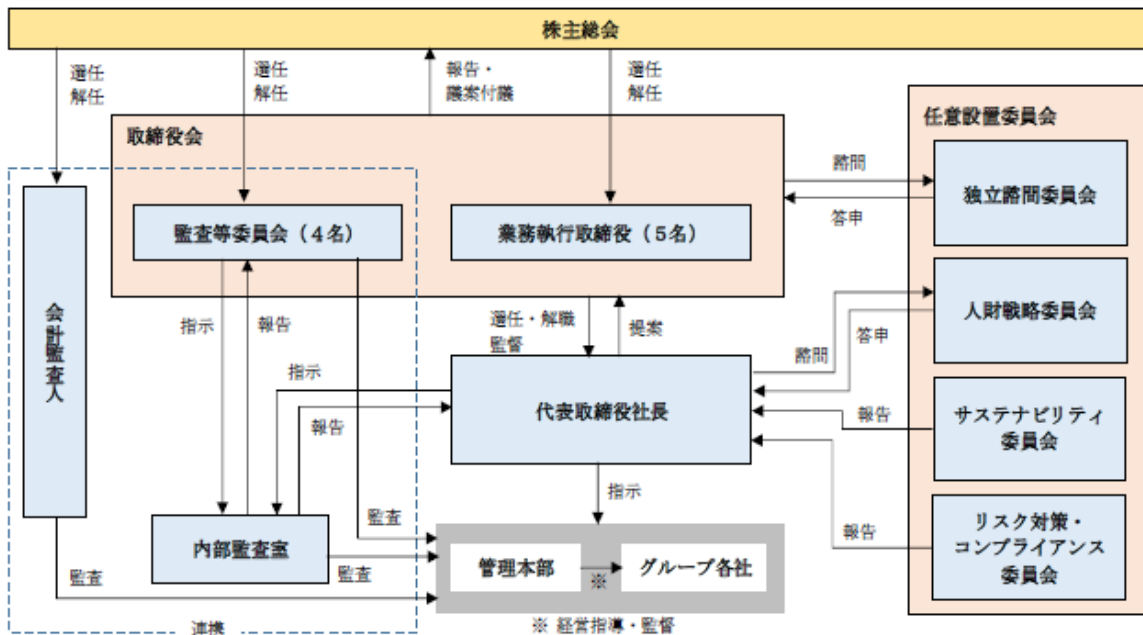 株主総会
選任
解任
選任
解任
報告・
議案付議
選任
解任
取締役会
任意設置委員会
監査等委員会（４名）
業務執行取締役（５名）
諮問
答申
独立諮問委員会
会計監査人
指示
報告
選任・解職
監督
提案
諮問
答申
人財戦略委員会
指示
報告
代表取締役社長
報告
サステナビリティ
委員会
指示
報告
リスク対策・
コンプライアンス
委員会
内部監査室
監査
監査
監査
管理本部
※
グループ各社
連携
※ 経営指導・監督